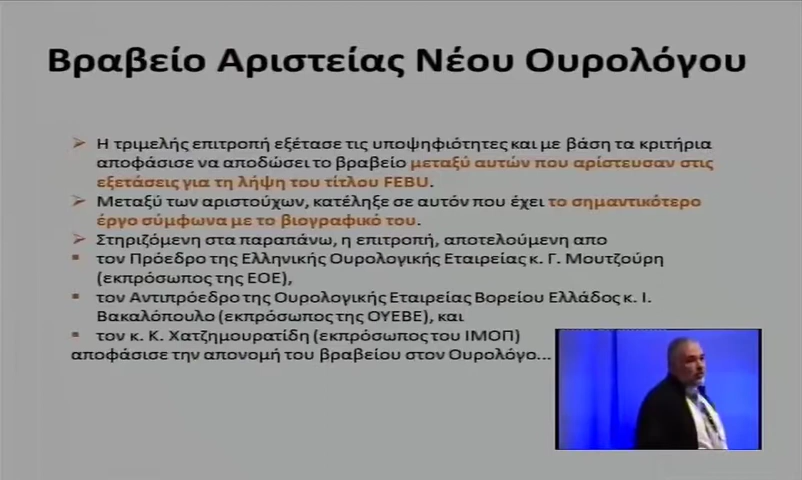 Βραβείο Αριστείας Νέου Ουρολόγου
➢ Η τριμελής επιτροπή εξέτασε τις υποψηφιότητες και με βάση τα κριτήρια
αποφάσισε να αποδώσει το βραβείο μεταξύ αυτών που αρίστευσαν στις
εξετάσεις για τη λήψη του τίτλου FEBU.
➢ Μεταξύ των αριστούχων, κατέληξε σε αυτόν που έχει το σημαντικότερο
έργο σύμφωνα με το βιογραφικό του.
➢ Στηριζόμενη στα παραπάνω, η επιτροπή, αποτελούμενη απο
▪ τον Πρόεδρο της Ελληνικής Ουρολογικής Εταιρείας κ. Γ. Μουτζούρη
(εκπρόσωπος της ΕΟΕ),
▪ τον Αντιπρόεδρο της Ουρολογικής Εταιρείας Βορείου Ελλάδος κ. Ι.
Βακαλόπουλο (εκπρόσωπος της ΟΥΕΒΕ), και
▪ τον κ. Κ. Χατζημουρατίδη (εκπρόσωπος του ΙΜΟΠ)
αποφάσισε την απονομή του βραβείου στον Ουρολόγο...